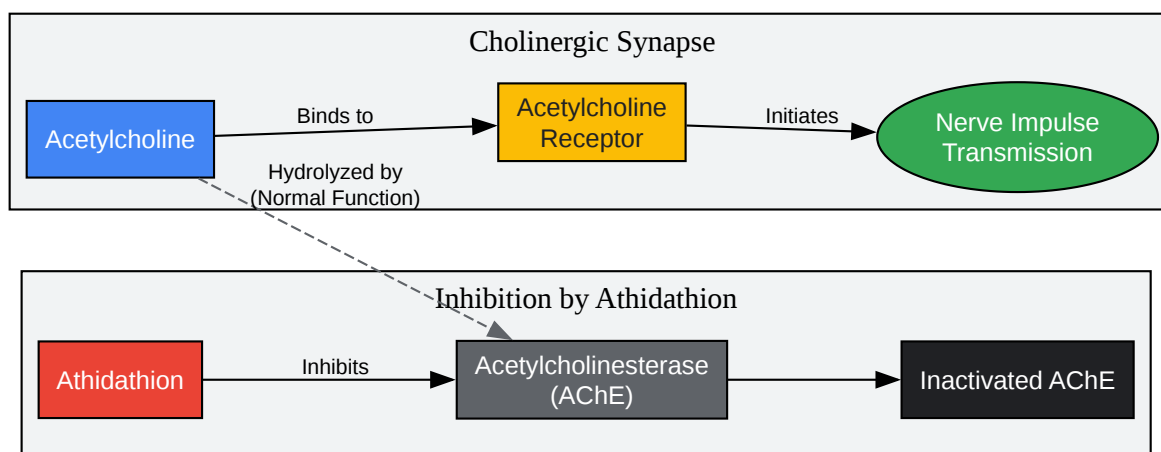 Cholinergic Synapse
Acetylcholine
Binds to
Acetylcholine
Receptor
Initiates
Nerve Impulse
Transmission
Hydrolyzed by
(Normal Function)
Inhibition by Athidathion
Athidathion
Inhibits
Acetylcholinesterase
(AChE)
Inactivated AChE